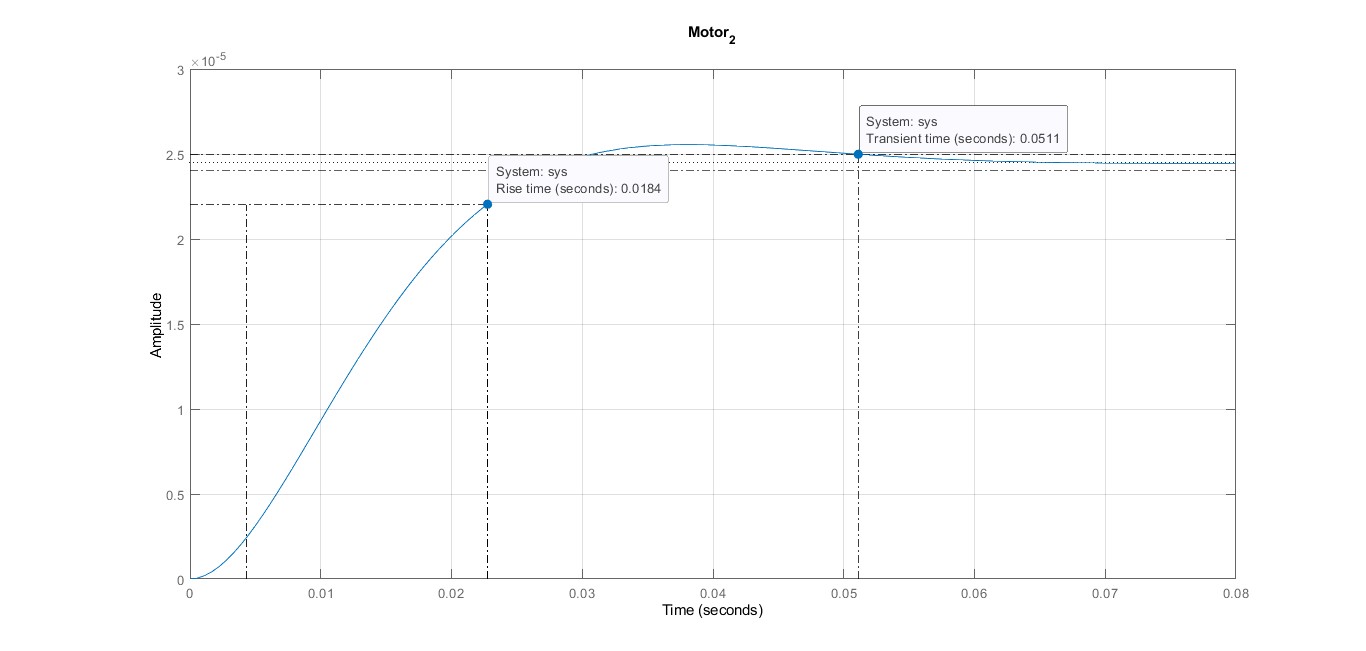 Motor2
×10-5
3
2.5
2
1.5
1
0.5
0
Amplitude
System: sys
Transient time (seconds): 0.0511
System: sys
Rise time (seconds): 0.0184
0 0.01 0.02 0.03 0.04 0.05 0.06 0.07 0.08
Time (seconds)